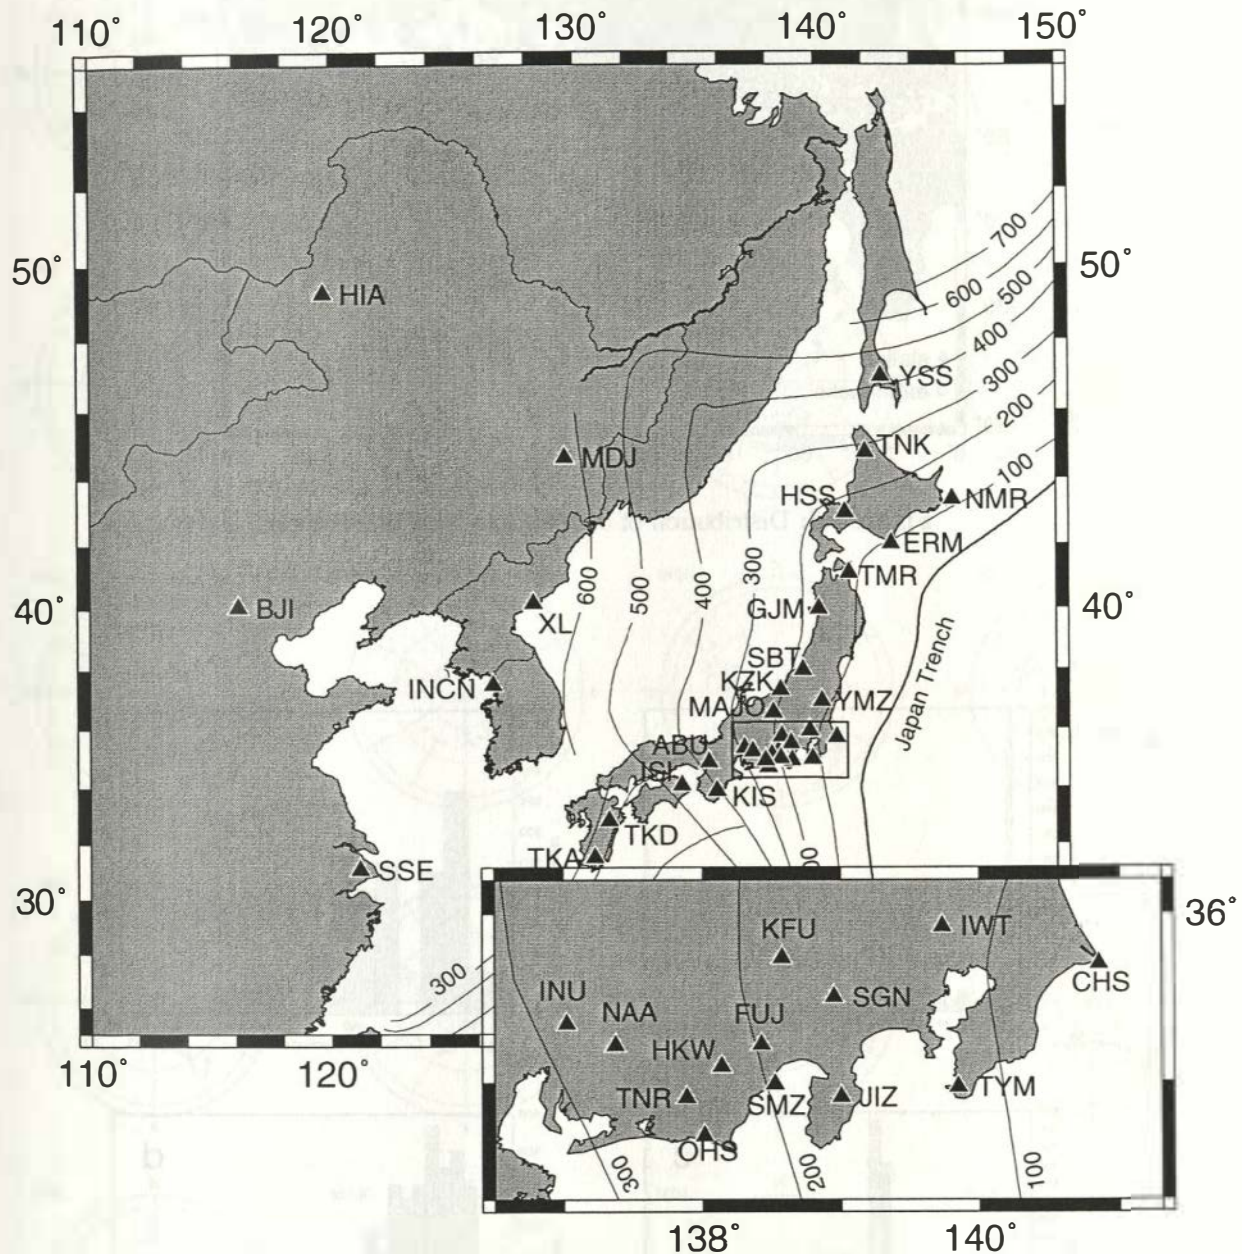 110° 120° 130° 140° 150°
700
50° 600 500 50°
HIA
400
YSS 300
200
TNK
MDJ 100
HSS NMR
ERM
TMR
600 500 400 300
40° BJI GJM 40°
XL
SBT
INCN KZK
MAJO YMZ
Japan Trench
ABU
ISI
KIS
TKD
TKA
SSE
30°
36°
KFU IWT
CHS
300
INU SGN
NAA FUJ
HKW
TNR SMZ JIZ TYM
110° 120°
OHS
300 200 100
138° 140°